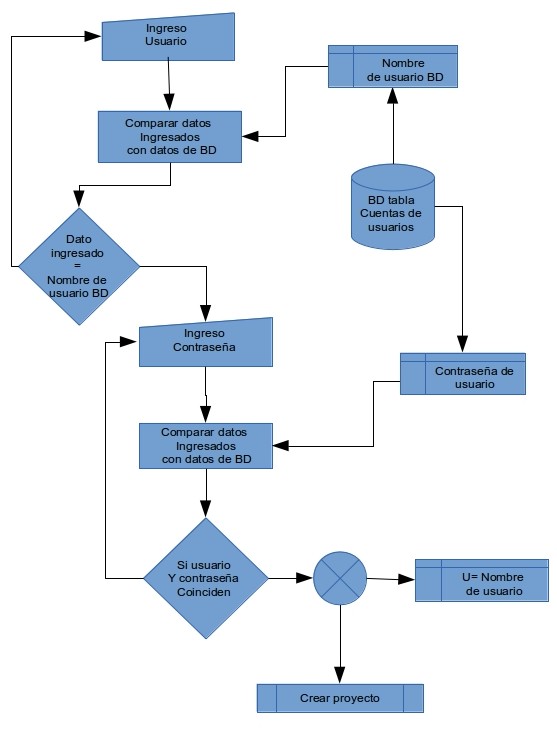 Ingreso
Usuario
Nombre
de usuario BD
Comparar datos
Ingresados
con datos de BD
BD tabla
Cuentas de
usuarios
Dato
ingresado
=
Nombre de
usuario BD
Ingreso
Contraseña
Contraseña de
usuario
Comparar datos
Ingresados
con datos de BD
Si usuario
Y contraseña
Coinciden
U= Nombre
de usuario
Crear proyecto